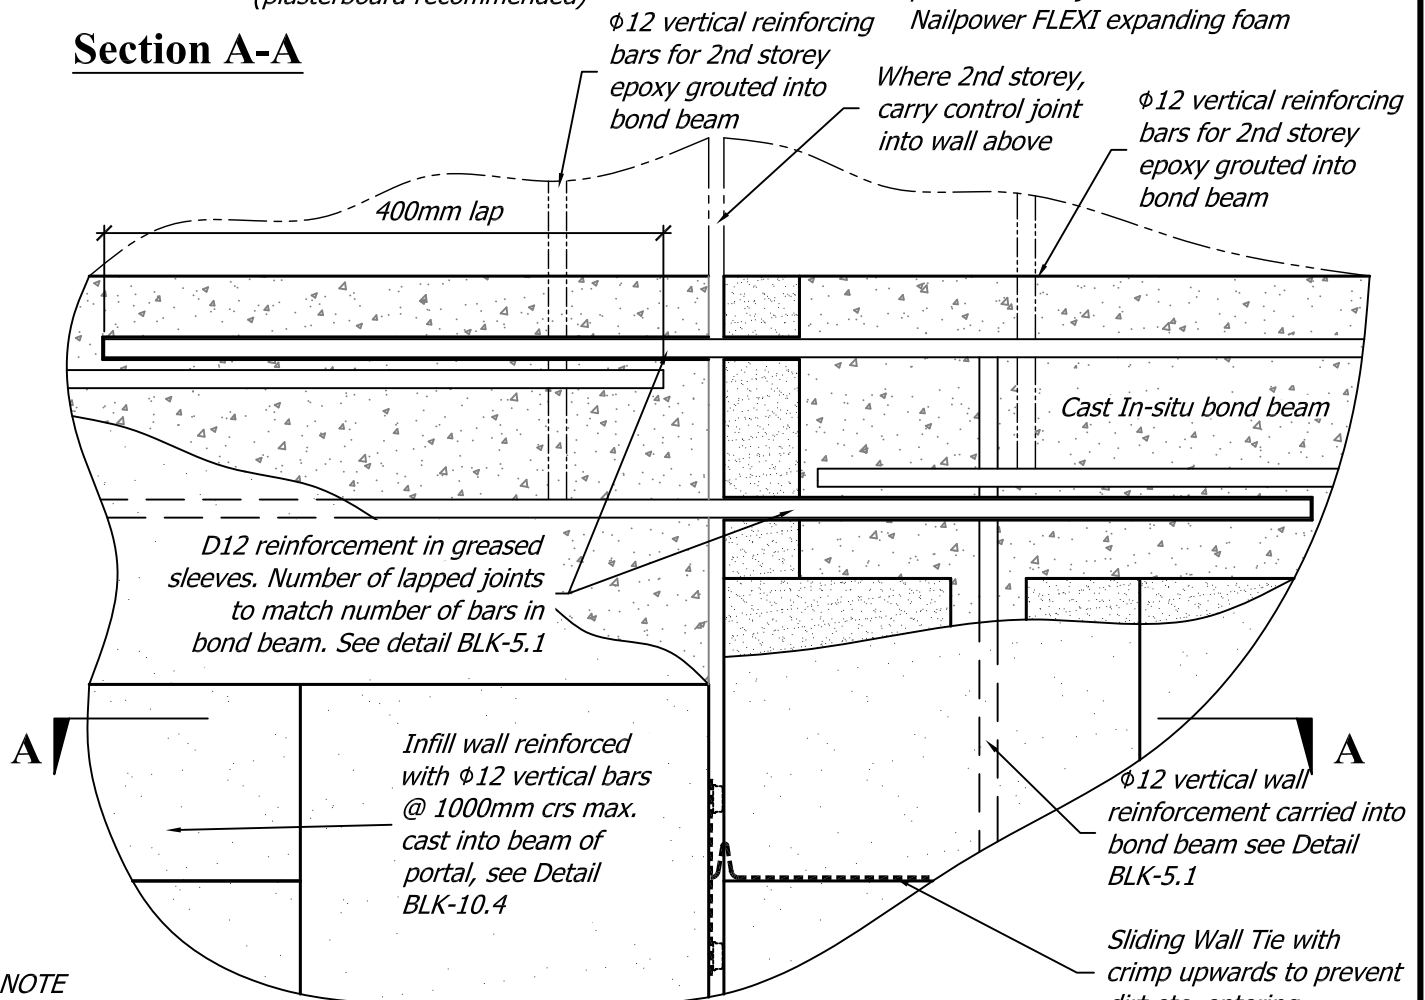 (plasterboard recommended)
Nailpower FLEXI expanding foam
Section A-A
Φ12 vertical reinforcing
bars for 2nd storey
epoxy grouted into
bond beam
Where 2nd storey,
carry control joint
into wall above
Φ12 vertical reinforcing
bars for 2nd storey
epoxy grouted into
bond beam
400mm lap
Cast In-situ bond beam
D12 reinforcement in greased
sleeves. Number of lapped joints
to match number of bars in
bond beam. See detail BLK-5.1
A
Infill wall reinforced
with Φ12 vertical bars
@ 1000mm crs max.
cast into beam of
portal, see Detail
BLK-10.4
A
Φ12 vertical wall
reinforcement carried into
bond beam see Detail
BLK-5.1
Sliding Wall Tie with
crimp upwards to prevent
dirt etc. entering
NOTE